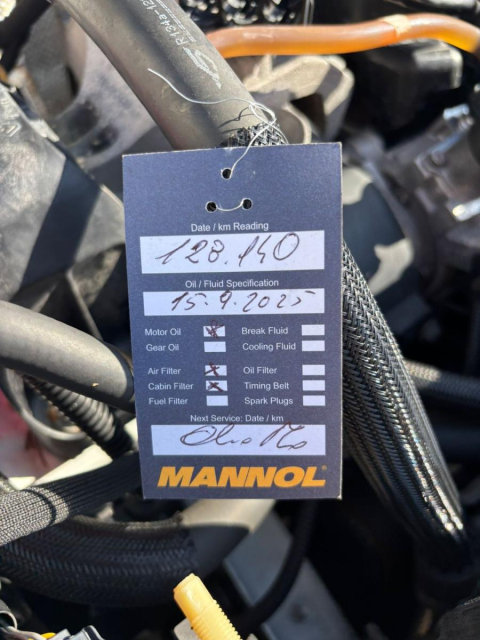 R134a
Date / km Reading
128.140
Oil / Fluid Specification
15.9.2025
Motor Oil Break Fluid
Gear Oil Cooling Fluid
Air Filter Oil Filter
Cabin Filter Timing Belt
Fuel Filter Spark Plugs
Next Service: Date / km
MANNOL